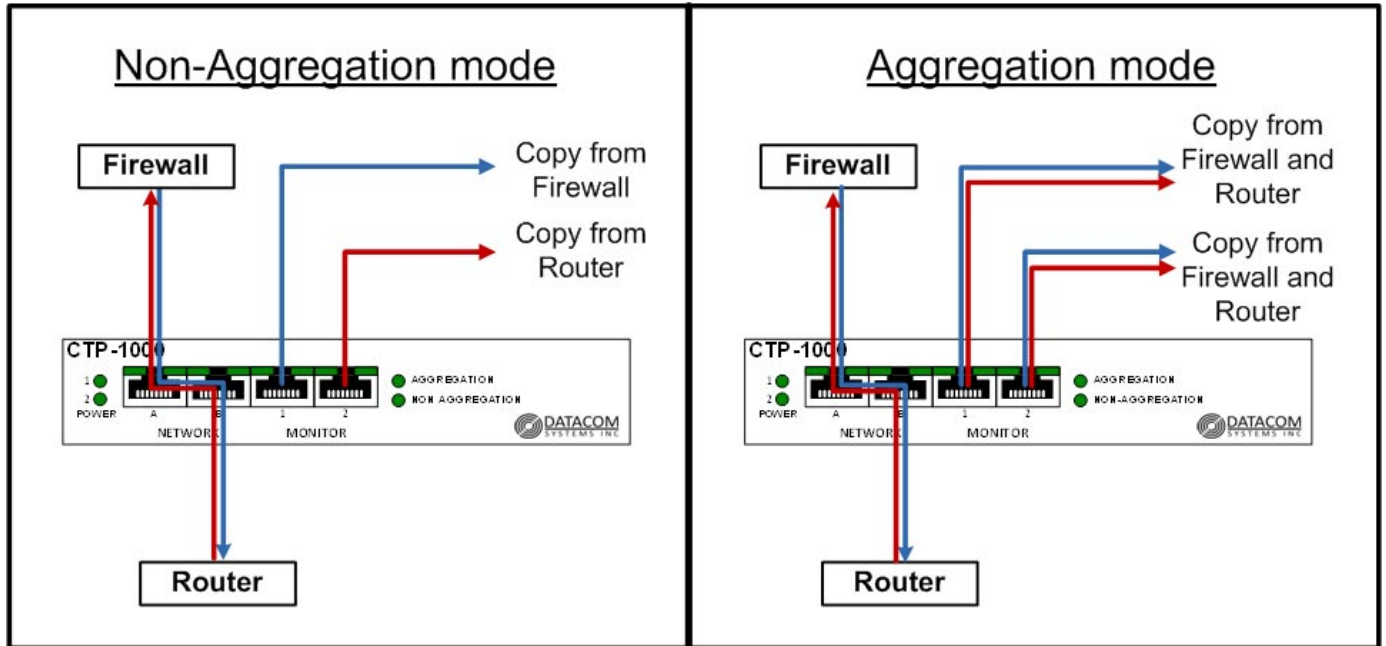 Non-Aggregation mode
Firewall
Copy from
Firewall
Copy from
Router
CTP-1000
1
2
POWER
A
B
1
2
AGGREGATION
NON AGGREGATION
NETWORK
MONITOR
DATACOM
SYSTEMS INC
Router
Aggregation mode
Firewall
Copy from
Firewall and
Router
Copy from
Firewall and
Router
CTP-1000
1
2
POWER
A
B
1
2
AGGREGATION
NON-AGGREGATION
NETWORK
MONITOR
DATACOM
SYSTEMS INC
Router